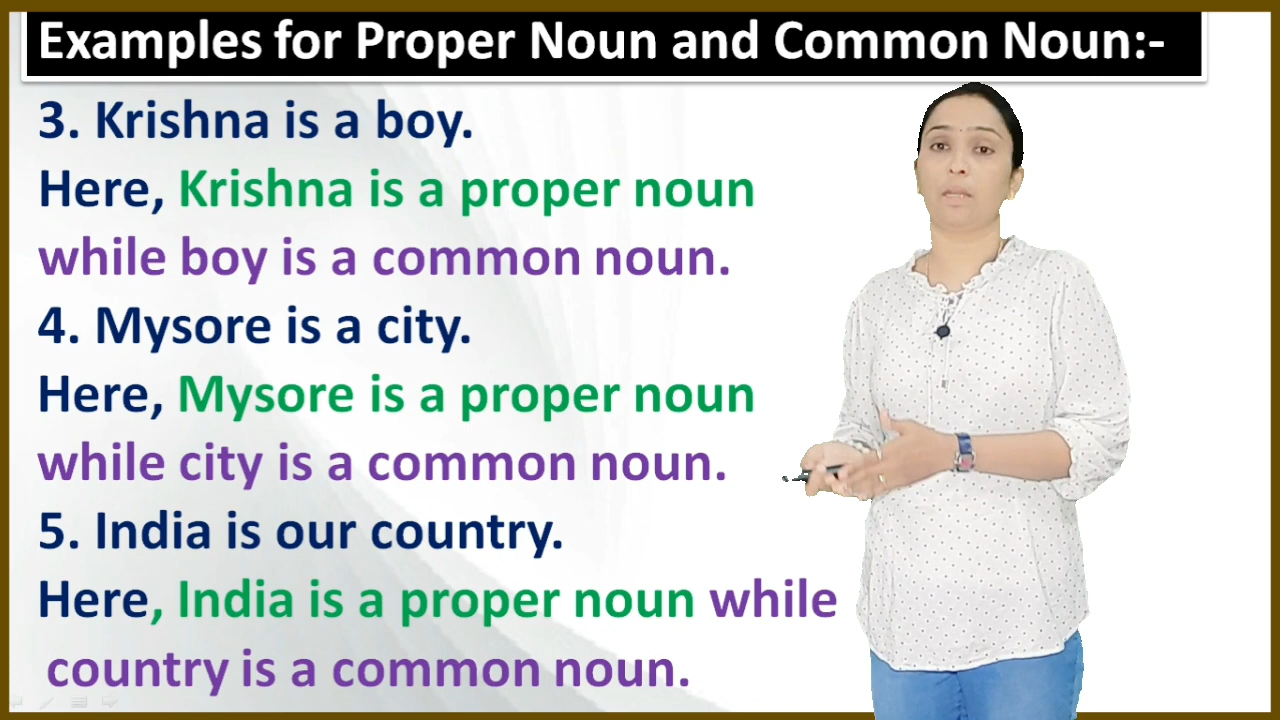 Examples for Proper Noun and Common Noun:-
3. Krishna is a boy.
Here, Krishna is a proper noun
while boy is a common noun.
4. Mysore is a city.
Here, Mysore is a proper noun
while city is a common noun.
5. India is our country.
Here, India is a proper noun while
country is a common noun.